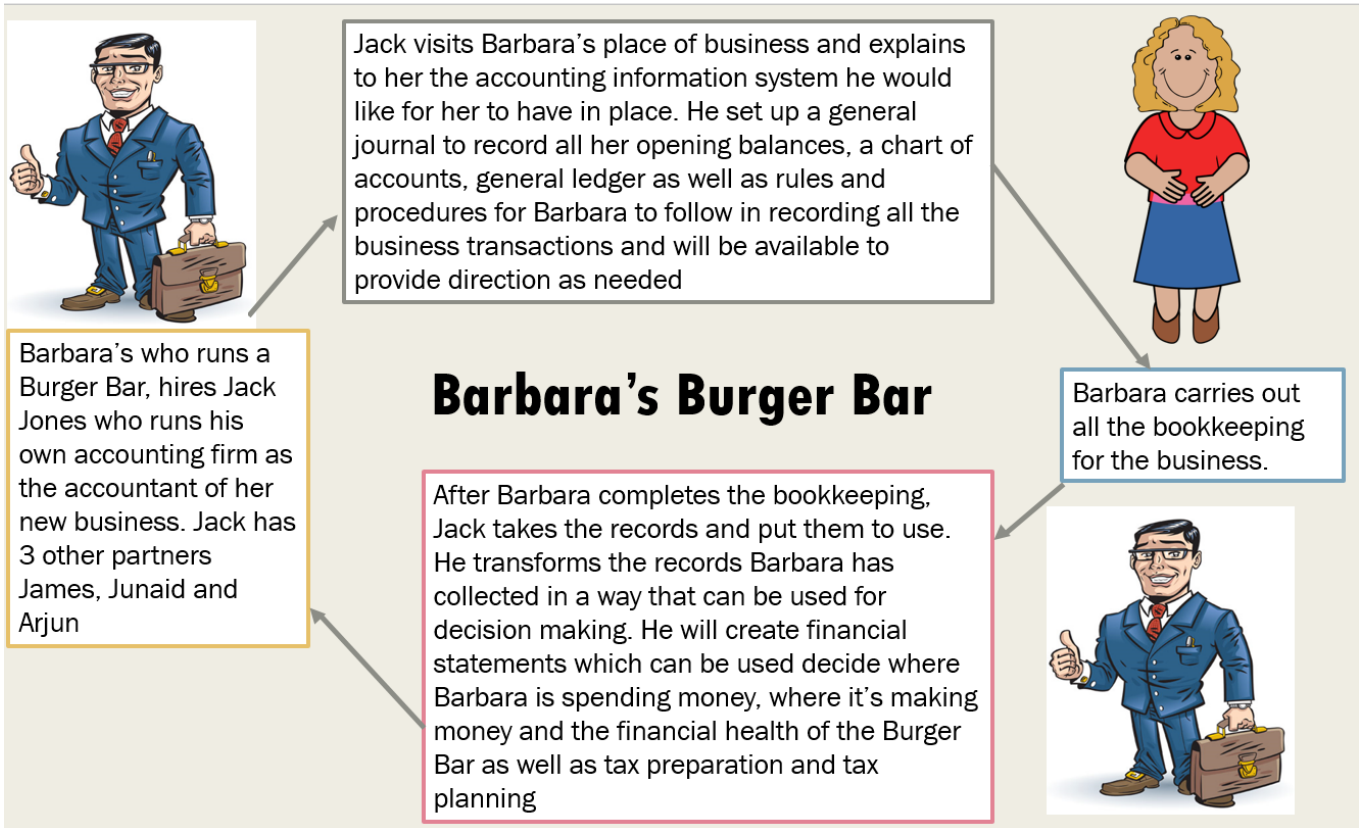 Jack visits Barbara's place of business and explains
to her the accounting information system he would
like for her to have in place. He set up a general
journal to record all her opening balances, a chart of
accounts, general ledger as well as rules and
procedures for Barbara to follow in recording all the
business transactions and will be available to
provide direction as needed
Barbara's who runs a
Burger Bar, hires Jack
Jones who runs his
own accounting firm as
the accountant of her
new business. Jack has
3 other partners
James, Junaid and
Arjun
Barbara's Burger Bar
Barbara carries out
all the bookkeeping
for the business.
After Barbara completes the bookkeeping,
Jack takes the records and put them to use.
He transforms the records Barbara has
collected in a way that can be used for
decision making. He will create financial
statements which can be used decide where
Barbara is spending money, where it's making
money and the financial health of the Burger
Bar as well as tax preparation and tax
planning